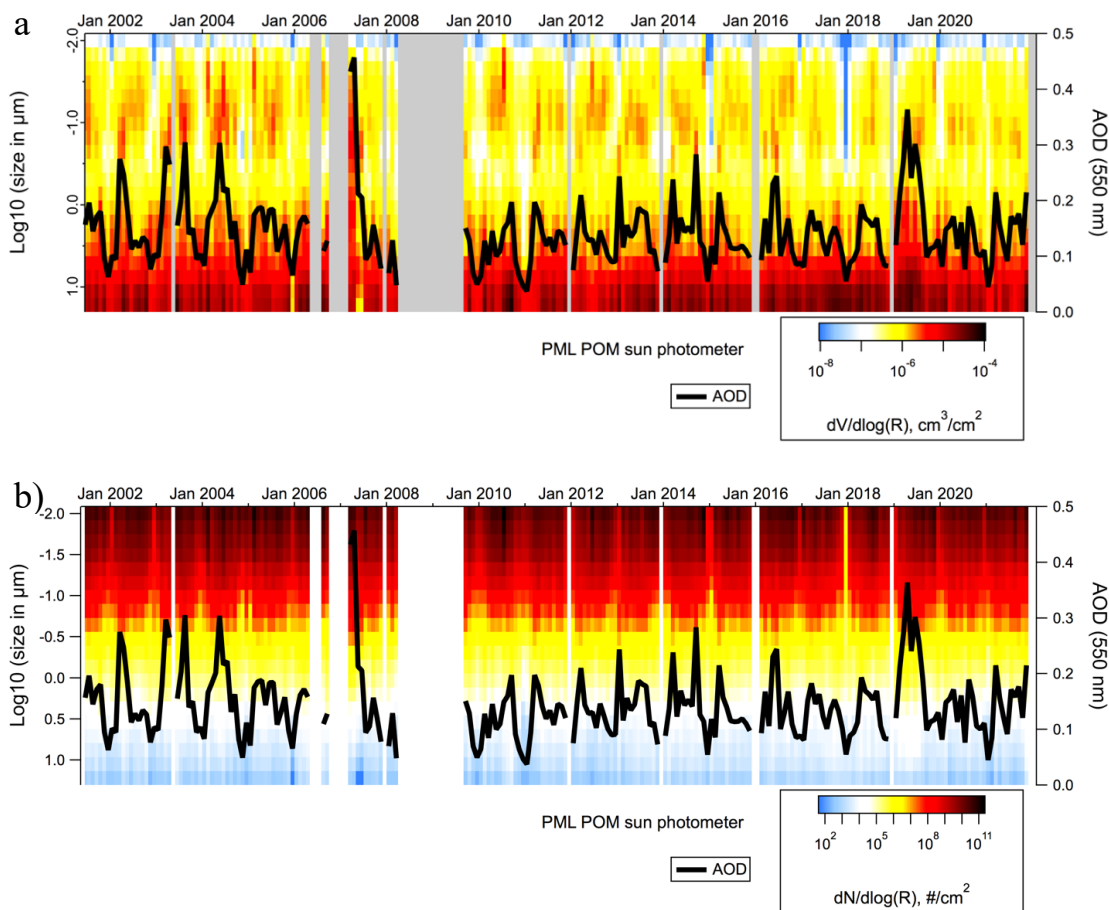 a
Jan 2002 Jan 2004 Jan 2006 Jan 2008 Jan 2010 Jan 2012 Jan 2014 Jan 2016 Jan 2018 Jan 2020
Log10 (size in µm)
-2.0
-1.0
0.0
1.0
0.5
0.4
0.3
0.2
0.1
0.0
AOD (550 nm)
PML POM sun photometer
AOD
10⁻⁸ 10⁻⁶ 10⁻⁴
dV/dlog(R), cm³/cm²
b)
Jan 2002 Jan 2004 Jan 2006 Jan 2008 Jan 2010 Jan 2012 Jan 2014 Jan 2016 Jan 2018 Jan 2020
Log10 (size in µm)
-2.0
-1.5
-1.0
-0.5
0.0
0.5
1.0
0.5
0.4
0.3
0.2
0.1
0.0
AOD (550 nm)
PML POM sun photometer
AOD
10² 10⁵ 10⁸ 10¹¹
dN/dlog(R), #/cm²